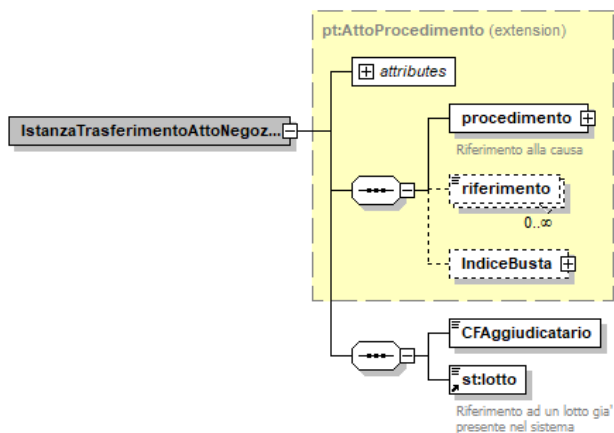 pt:AttoProcedimento (extension)
attributes
IstanzaTrasferimentoAttoNegoz...
procedimento
Riferimento alla causa
riferimento
0..∞
IndiceBusta
CFAggiudicatario
st:lotto
Riferimento ad un lotto gia'
presente nel sistema